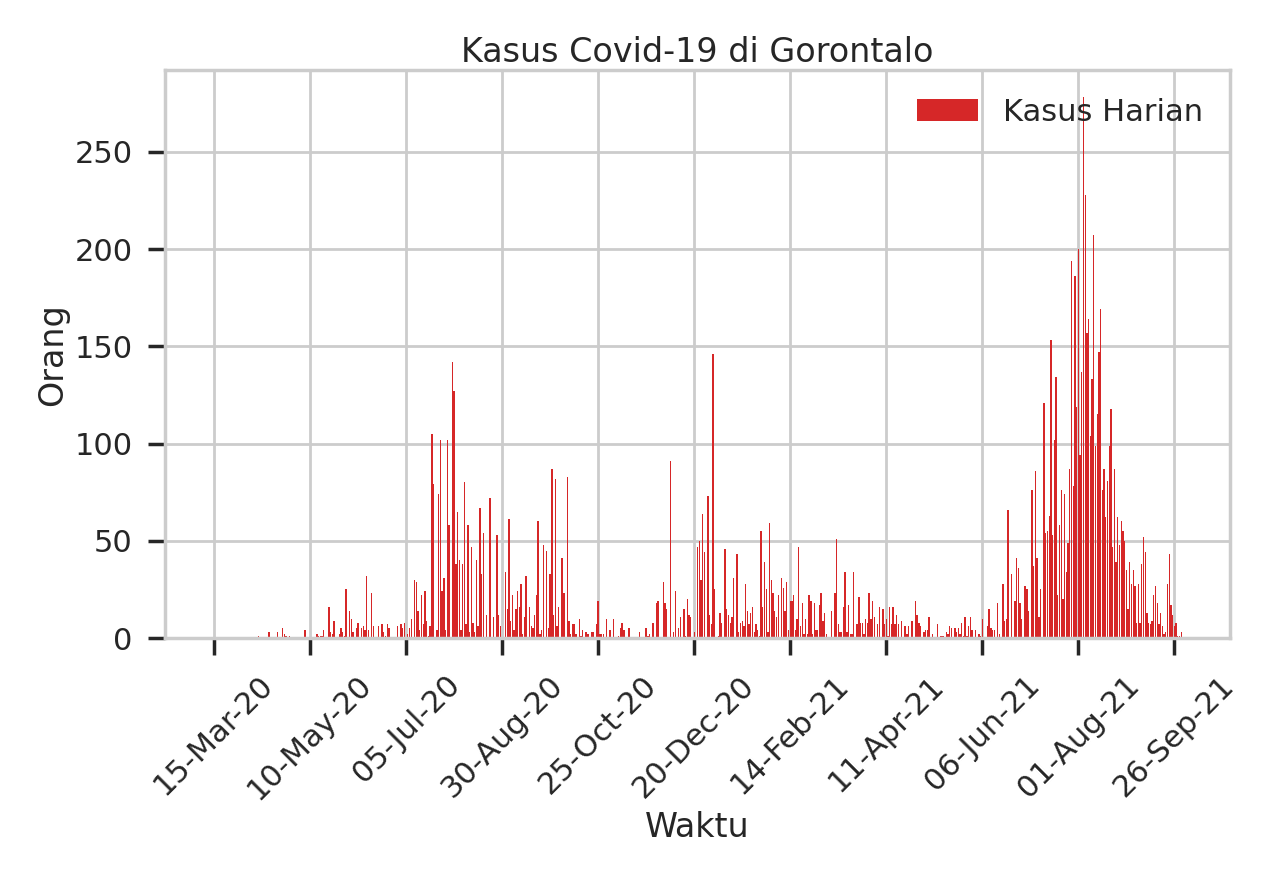 Kasus Covid-19 di Gorontalo
Kasus Harian
250
200
150
100
50
0
Orang
15-Mar-20
10-May-20
05-Jul-20
30-Aug-20
25-Oct-20
20-Dec-20
14-Feb-21
11-Apr-21
06-Jun-21
01-Aug-21
26-Sep-21
Waktu